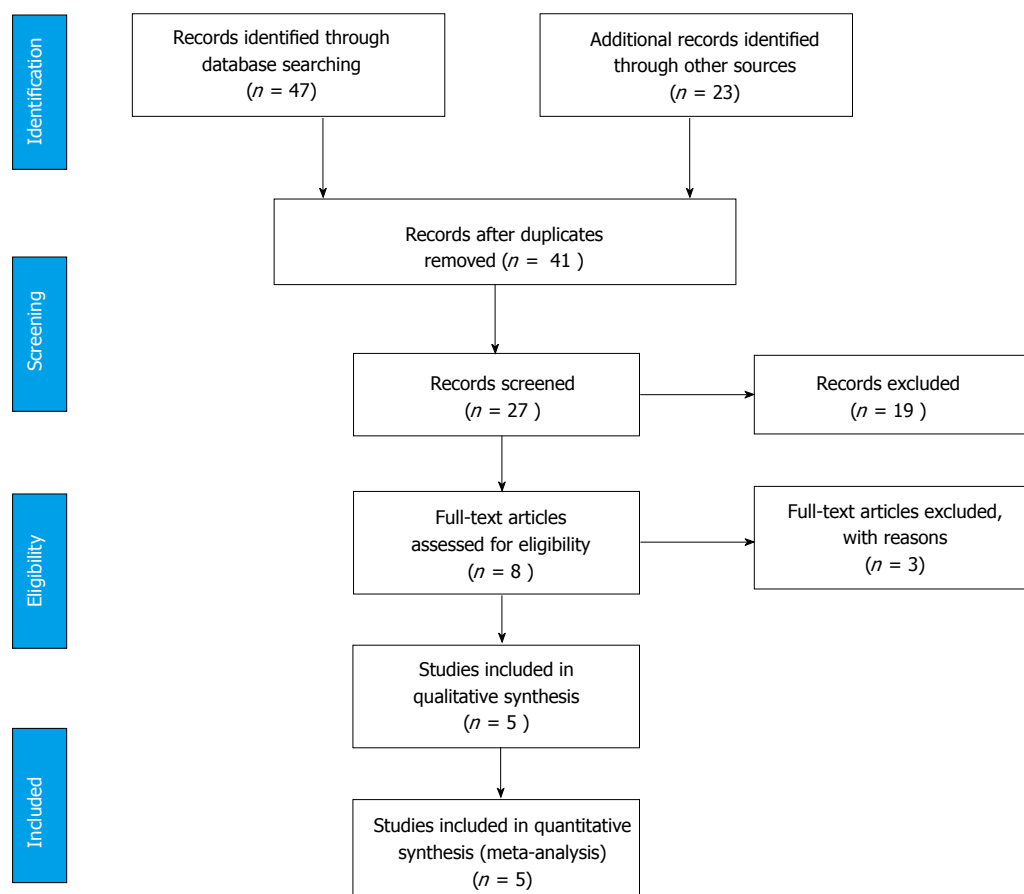 Identification
Records identified through
database searching
(n = 47)
Additional records identified
through other sources
(n = 23)
Records after duplicates
removed (n = 41 )
Screening
Records screened
(n = 27 )
Records excluded
(n = 19 )
Eligibility
Full-text articles
assessed for eligibility
(n = 8 )
Full-text articles excluded,
with reasons
(n = 3)
Studies included in
qualitative synthesis
(n = 5 )
Included
Studies included in quantitative
synthesis (meta-analysis)
(n = 5)